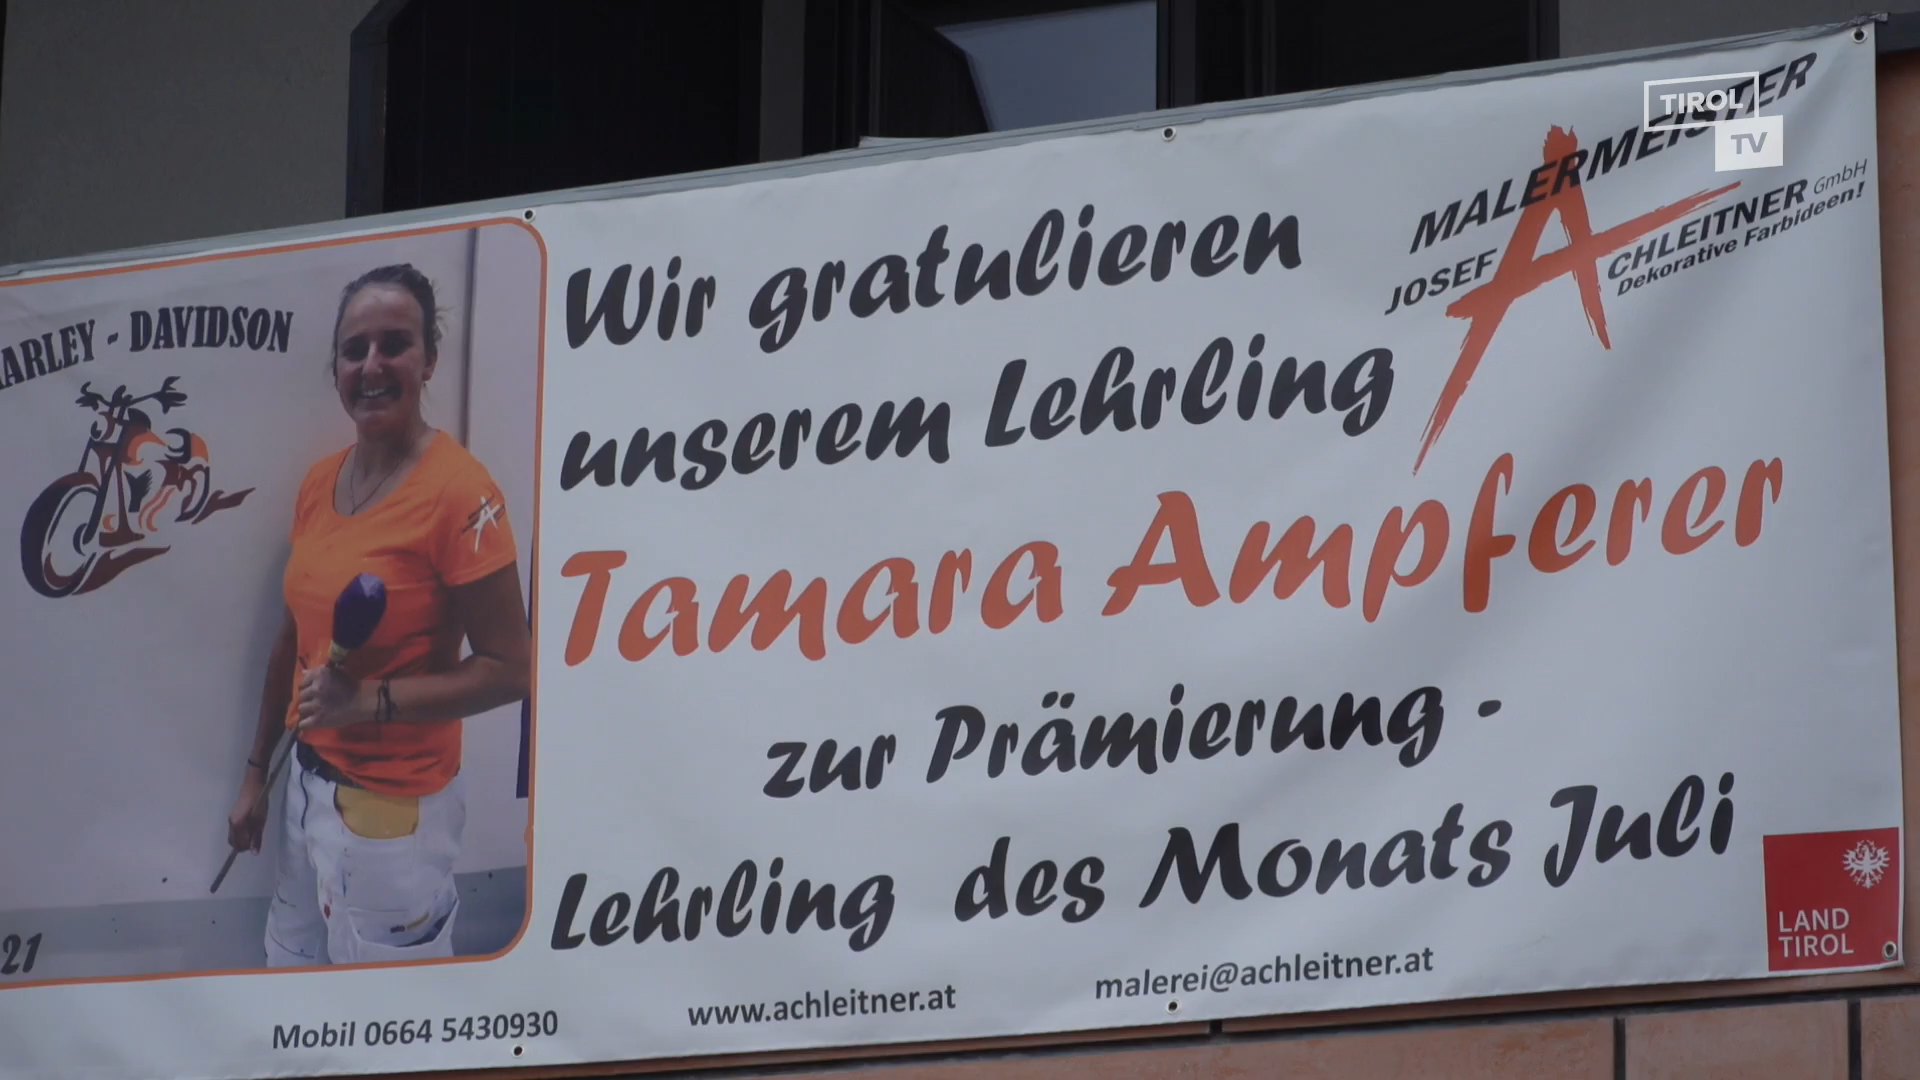 TIROL
TV
MALERMEISTER
JOSEF ACHLEITNER GmbH
Dekorative Farbideen!
ARLEY - DAVIDSON
Wir gratulieren
unserem Lehrling
Tamara Ampferer
zur Prämierung -
Lehrling des Monats Juli
21
LAND
TIROL
Mobil 0664 5430930
www.achleitner.at
malerei@achleitner.at